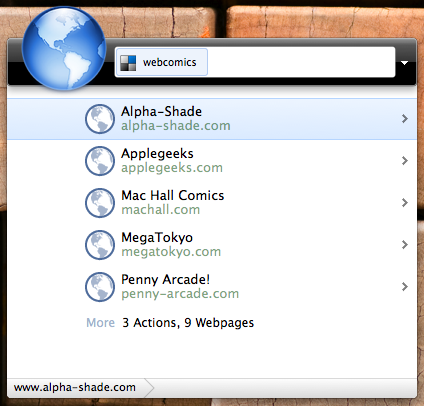 webcomics
Alpha-Shade
alpha-shade.com
Applegeeks
applegeeks.com
Mac Hall Comics
machall.com
MegaTokyo
megatokyo.com
Penny Arcade!
penny-arcade.com
More 3 Actions, 9 Webpages
www.alpha-shade.com